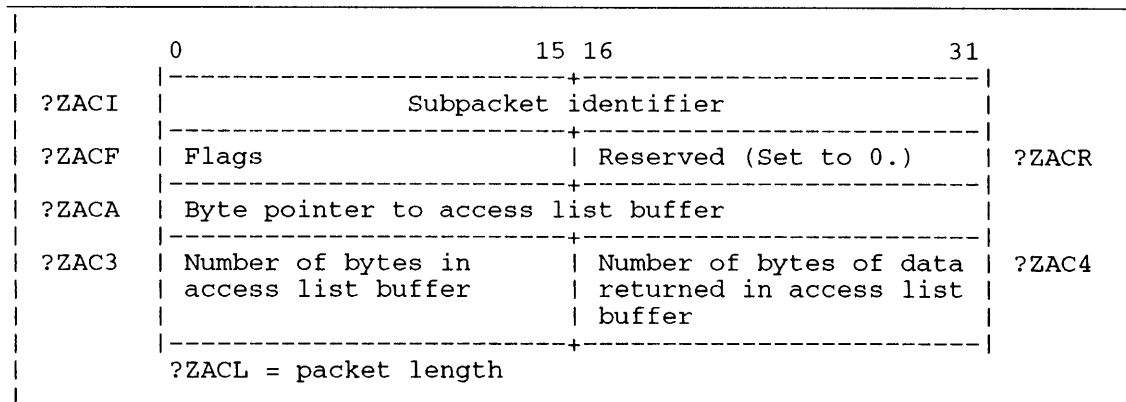 0 15 16 31
?ZACI Subpacket identifier
?ZACF Flags Reserved (Set to 0.) ?ZACR
?ZACA Byte pointer to access list buffer
?ZAC3 Number of bytes in Number of bytes of data ?ZAC4
access list buffer returned in access list
buffer
?ZACL = packet length